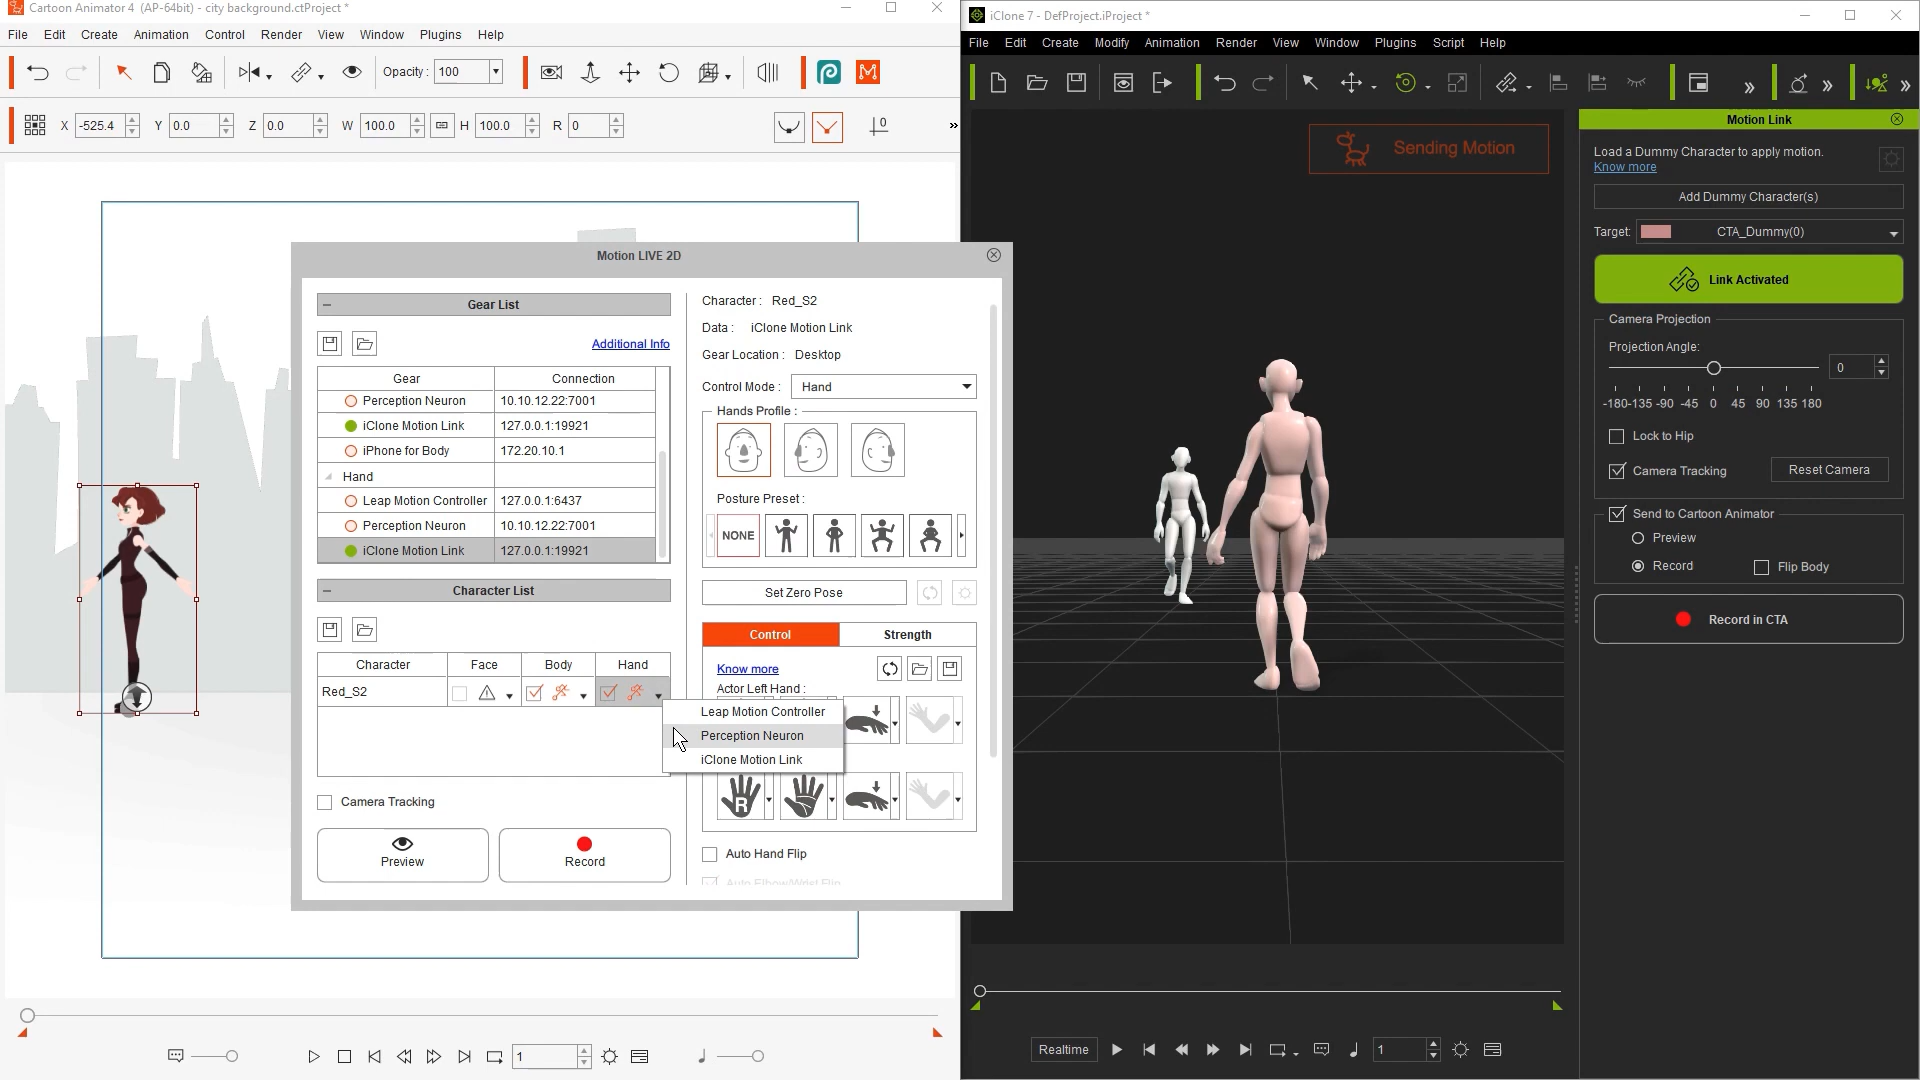 Cartoon Animator 4 (AP-64bit) - city background.ctProject *
File Edit Create Animation Control Render View Window Plugins Help
Opacity : 100
X -525.4 Y 0.0 Z 0.0 W 100.0 H 100.0 R 0
0
»
Motion LIVE 2D
Gear List
Additional Info
Gear Connection
Perception Neuron 10.10.12.22:7001
iClone Motion Link 127.0.0.1:19921
iPhone for Body 172.20.10.1
Hand
Leap Motion Controller 127.0.0.1:6437
Perception Neuron 10.10.12.22:7001
iClone Motion Link 127.0.0.1:19921
Character List
Character Face Body Hand
Red_S2
Camera Tracking
Preview
Record
Character : Red_S2
Data : iClone Motion Link
Gear Location : Desktop
Control Mode : Hand
Hands Profile :
Posture Preset :
NONE
Set Zero Pose
Control Strength
Know more
Actor Left Hand :
Leap Motion Controller
Perception Neuron
iClone Motion Link
R
Auto Hand Flip
Auto Elbow/Wrist Flip
1
iClone 7 - DefProject.iProject *
File Edit Create Modify Animation Render View Window Plugins Script Help
» » »
Sending Motion
Motion Link
Load a Dummy Character to apply motion.
Know more
Add Dummy Character(s)
Target: CTA_Dummy(0)
Link Activated
Camera Projection
Projection Angle:
0
-180 -135 -90 -45 0 45 90 135 180
Lock to Hip
Camera Tracking
Reset Camera
Send to Cartoon Animator
Preview
Record
Flip Body
Record in CTA
Realtime
1